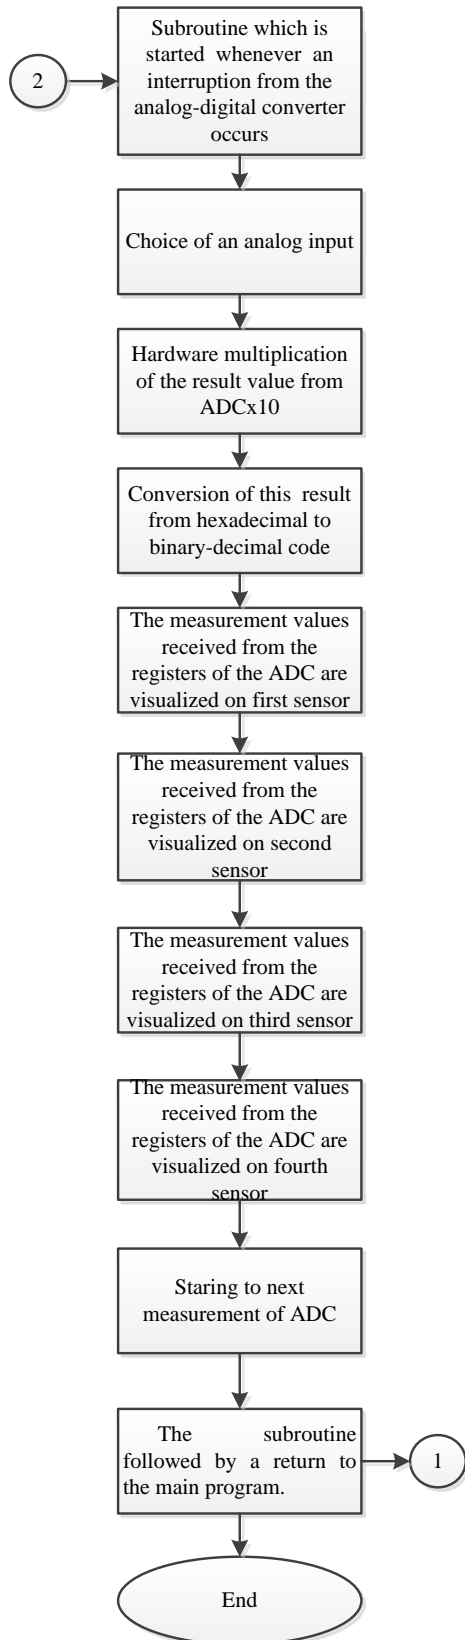 Subroutine which is
started whenever an
interruption from the
analog-digital converter
occurs
2
Choice of an analog input
Hardware multiplication
of the result value from
ADCx10
Conversion of this result
from hexadecimal to
binary-decimal code
The measurement values
received from the
registers of the ADC are
visualized on first sensor
The measurement values
received from the
registers of the ADC are
visualized on second
sensor
The measurement values
received from the
registers of the ADC are
visualized on third sensor
The measurement values
received from the
registers of the ADC are
visualized on fourth
sensor
Staring to next
measurement of ADC
The subroutine
followed by a return to
the main program.
1
End